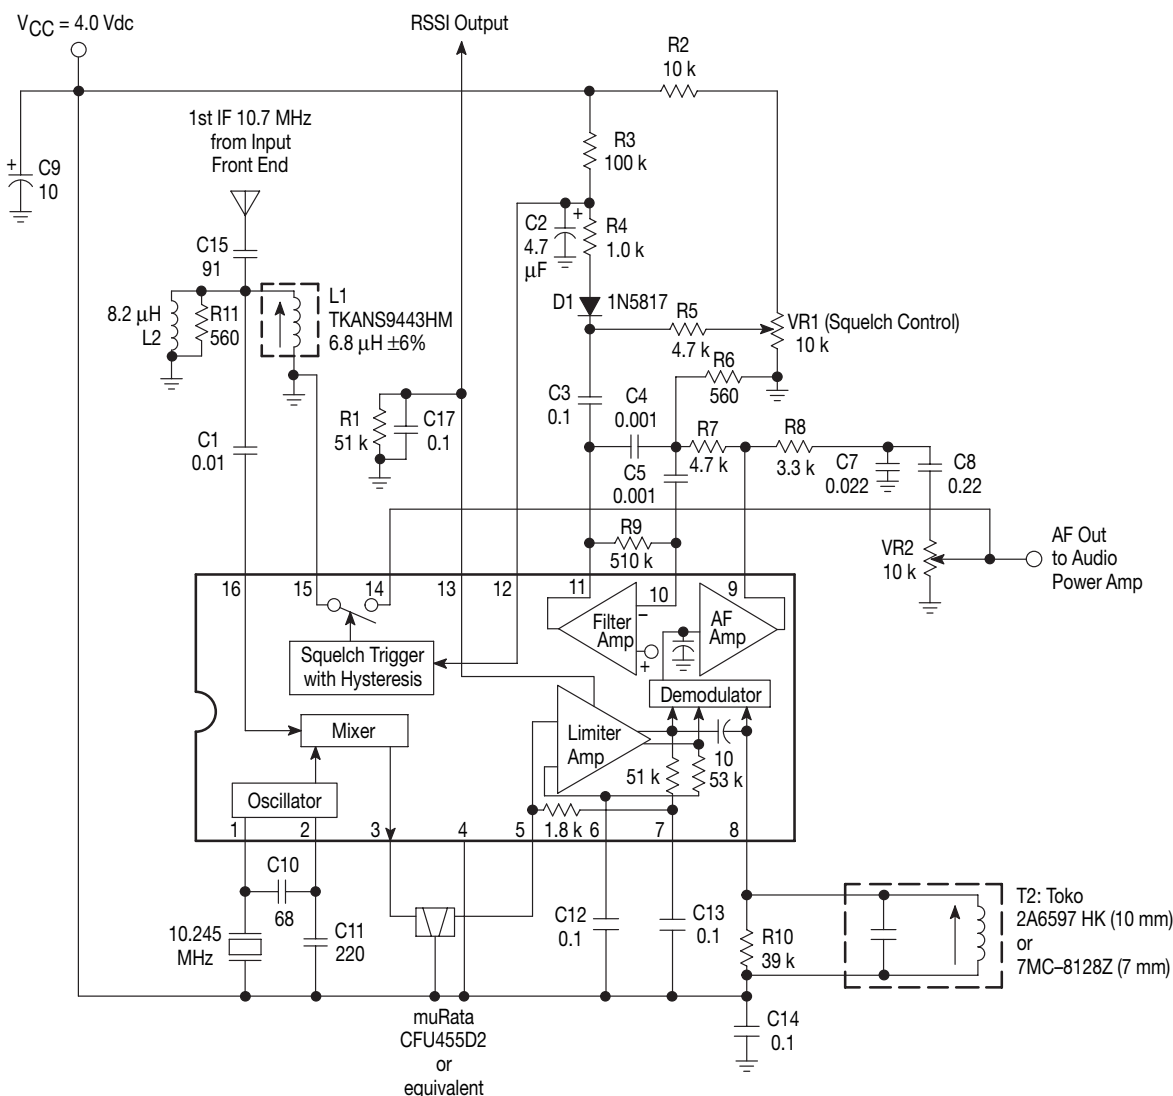 VCC = 4.0 Vdc
RSSI Output
R2
10 k
1st IF 10.7 MHz
from Input
Front End
+
C9
10
R3
100 k
C2
4.7
µF
+
R4
1.0 k
C15
91
D1
1N5817
8.2 µH
L2
R11
560
L1
TKANS9443HM
6.8 µH ±6%
R5
4.7 k
VR1 (Squelch Control)
10 k
R6
560
C3
0.1
C4
0.001
R1
51 k
C17
0.1
C1
0.01
R7
4.7 k
R8
3.3 k
C5
0.001
C7
0.022
C8
0.22
R9
510 k
VR2
10 k
AF Out
to Audio
Power Amp
16
15
14
13
12
11
10
9
Filter
Amp
–
+
AF
Amp
Squelch Trigger
with Hysteresis
Demodulator
Mixer
Limiter
Amp
10
51 k
53 k
Oscillator
1.8 k
1
2
3
4
5
6
7
8
C10
68
10.245
MHz
C11
220
C12
0.1
C13
0.1
R10
39 k
T2: Toko
2A6597 HK (10 mm)
or
7MC–8128Z (7 mm)
muRata
CFU455D2
or
equivalent
C14
0.1